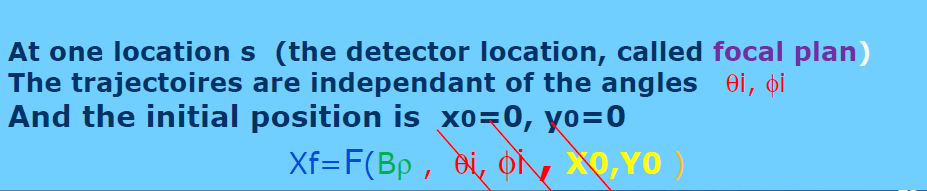 At one location s (the detector location, called focal plan)
The trajectoires are independant of the angles θi, ϕi
And the initial position is x0=0, y0=0
Xf=F(Bρ , θi, ϕi , X0,Y0 )